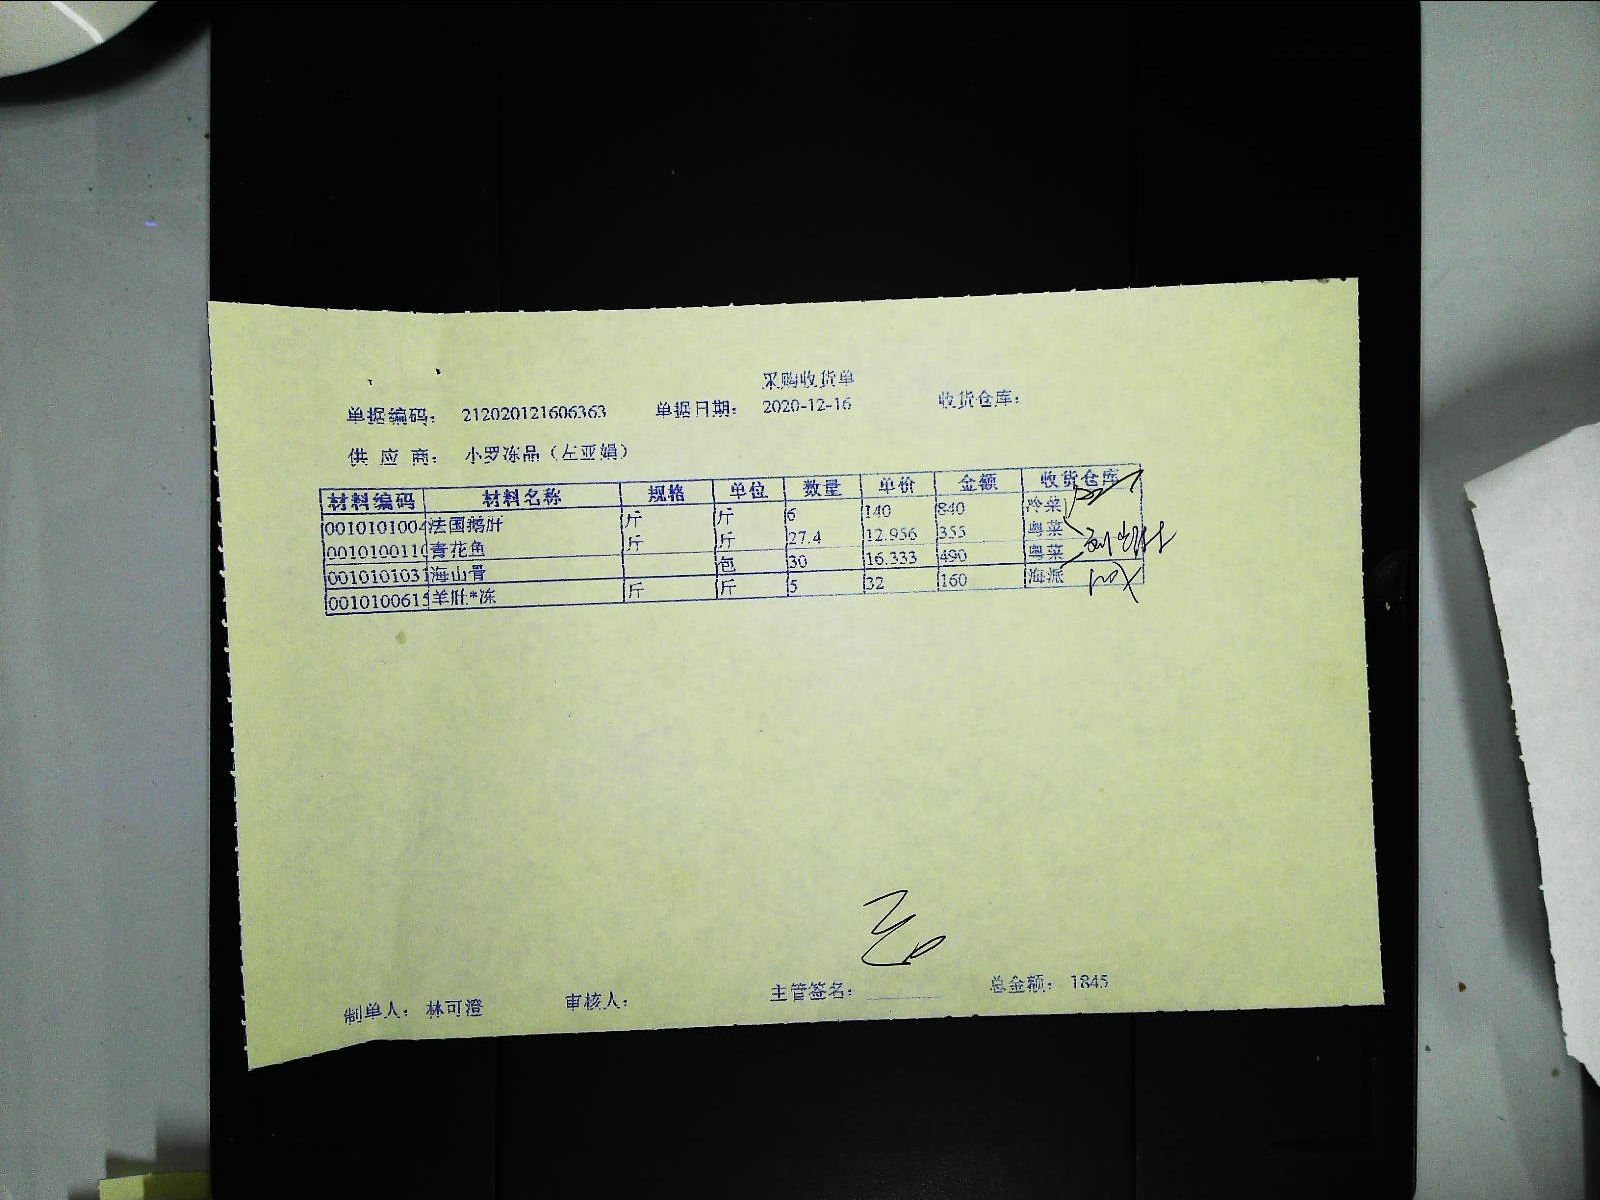 采购收货单
单据编码： 212020121606363 单据日期： 2020-12-16 收货仓库：
供 应 商： 小罗冻品（左亚娟）
材料编码 材料名称 规格 单位 数量 单价 金额 收货仓库
0010101004 法国鹅肝 斤 斤 6 140 840 冷菜
001010011 青花鱼 斤 斤 27.4 12.956 355 粤菜
001010103 海山骨 包 30 16.333 490 粤菜
001010061 羊肚*冻 斤 斤 5 32 160 海派
制单人： 林可澄 审核人： 主管签名： 总金额： 1845